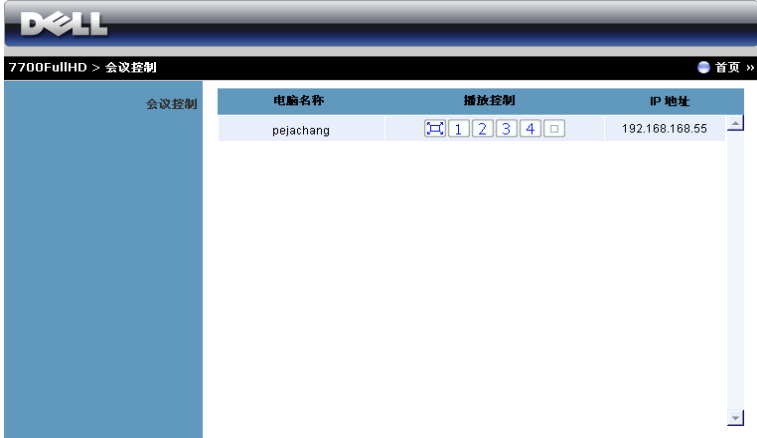 DELL
7700FullHD > 会议控制 首页 »
会议控制
电脑名称 播放控制 IP 地址
pejachang 1 2 3 4 192.168.168.55